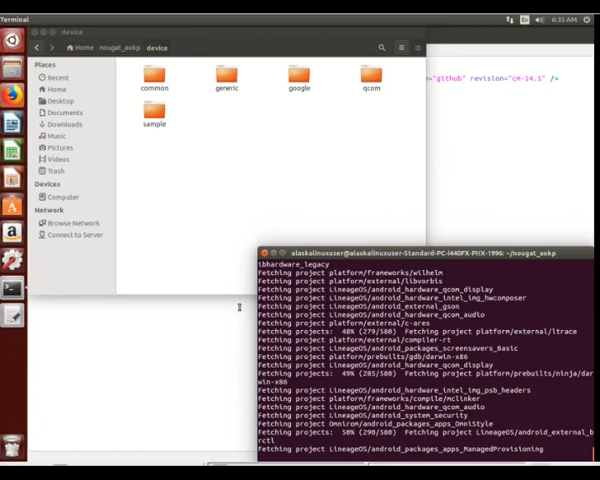 Terminal
En
6:35 AM
device
Home
nougat_aokp
device
Places
Recent
Home
Desktop
Documents
Downloads
Music
Pictures
Videos
Trash
Devices
Computer
Network
Browse Network
Connect to Server
common
generic
google
qcom
sample
="github" revision="cm-14.1" />
alaskalinuxuser@alaskalinuxuser-Standard-PC-i440FX-PIIX-1996: ~/nougat_aokp
libhardware_legacy
Fetching project platform/frameworks/wilhelm
Fetching project platform/external/libvorbis
Fetching project LineageOS/android_hardware_qcom_display
Fetching project LineageOS/android_hardware_intel_img_hwcomposer
Fetching project LineageOS/android_external_gson
Fetching project LineageOS/android_hardware_qcom_audio
Fetching project platform/external/c-ares
Fetching projects: 48% (279/580) Fetching project platform/external/ltrace
Fetching project platform/external/compiler-rt
Fetching project LineageOS/android_packages_screensavers_Basic
Fetching project platform/prebuilts/gdb/darwin-x86
Fetching project LineageOS/android_hardware_qcom_display
Fetching projects: 49% (285/580) Fetching project platform/prebuilts/ninja/dar
win-x86
Fetching project LineageOS/android_hardware_intel_img_psb_headers
Fetching project platform/frameworks/compile/mclinker
Fetching project LineageOS/android_hardware_qcom_audio
Fetching project LineageOS/android_system_security
Fetching project Omnirom/android_packages_apps_OmniStyle
Fetching projects: 50% (290/580) Fetching project LineageOS/android_external_b
rctl
Fetching project LineageOS/android_packages_apps_ManagedProvisioning